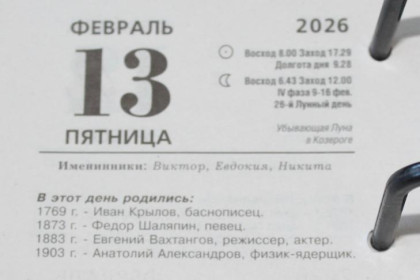 ФЕВРАЛЬ
13
ПЯТНИЦА
2026
Восход 8.00 Заход 17.29
Долгота дня 9.29
Восход 6.43 Заход 12.00
IV фаза 9-16 фев.
26-й Лунный день
Убывающая Луна
в Козероге
Именинники: Виктор, Евдокия, Никита
В этот день родились:
1769 г. - Иван Крылов, баснописец.
1873 г. - Федор Шаляпин, певец.
1883 г. - Евгений Вахтангов, режиссер, актер.
1903 г. - Анатолий Александров, физик-ядерщик.